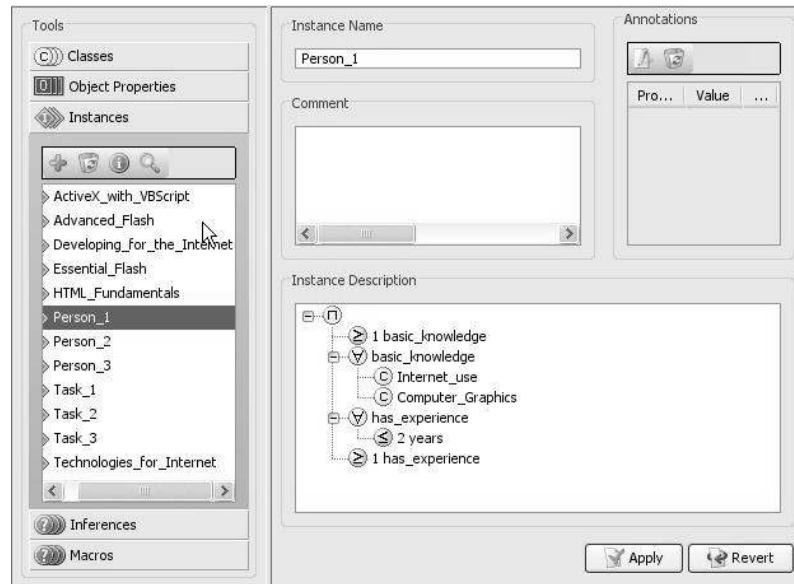 Tools
Classes
Object Properties
Instances
ActiveX_with_VBScript
Advanced_Flash
Developing_for_the_Internet
Essential_Flash
HTML_Fundamentals
Person_1
Person_2
Person_3
Task_1
Task_2
Task_3
Technologies_for_Internet
Inferences
Macros
Instance Name
Person_1
Comment
Annotations
Pro... Value ...
Instance Description
⊓
≥ 1 basic_knowledge
∀ basic_knowledge
C Internet_use
C Computer_Graphics
∀ has_experience
≤ 2 years
≥ 1 has_experience
Apply Revert